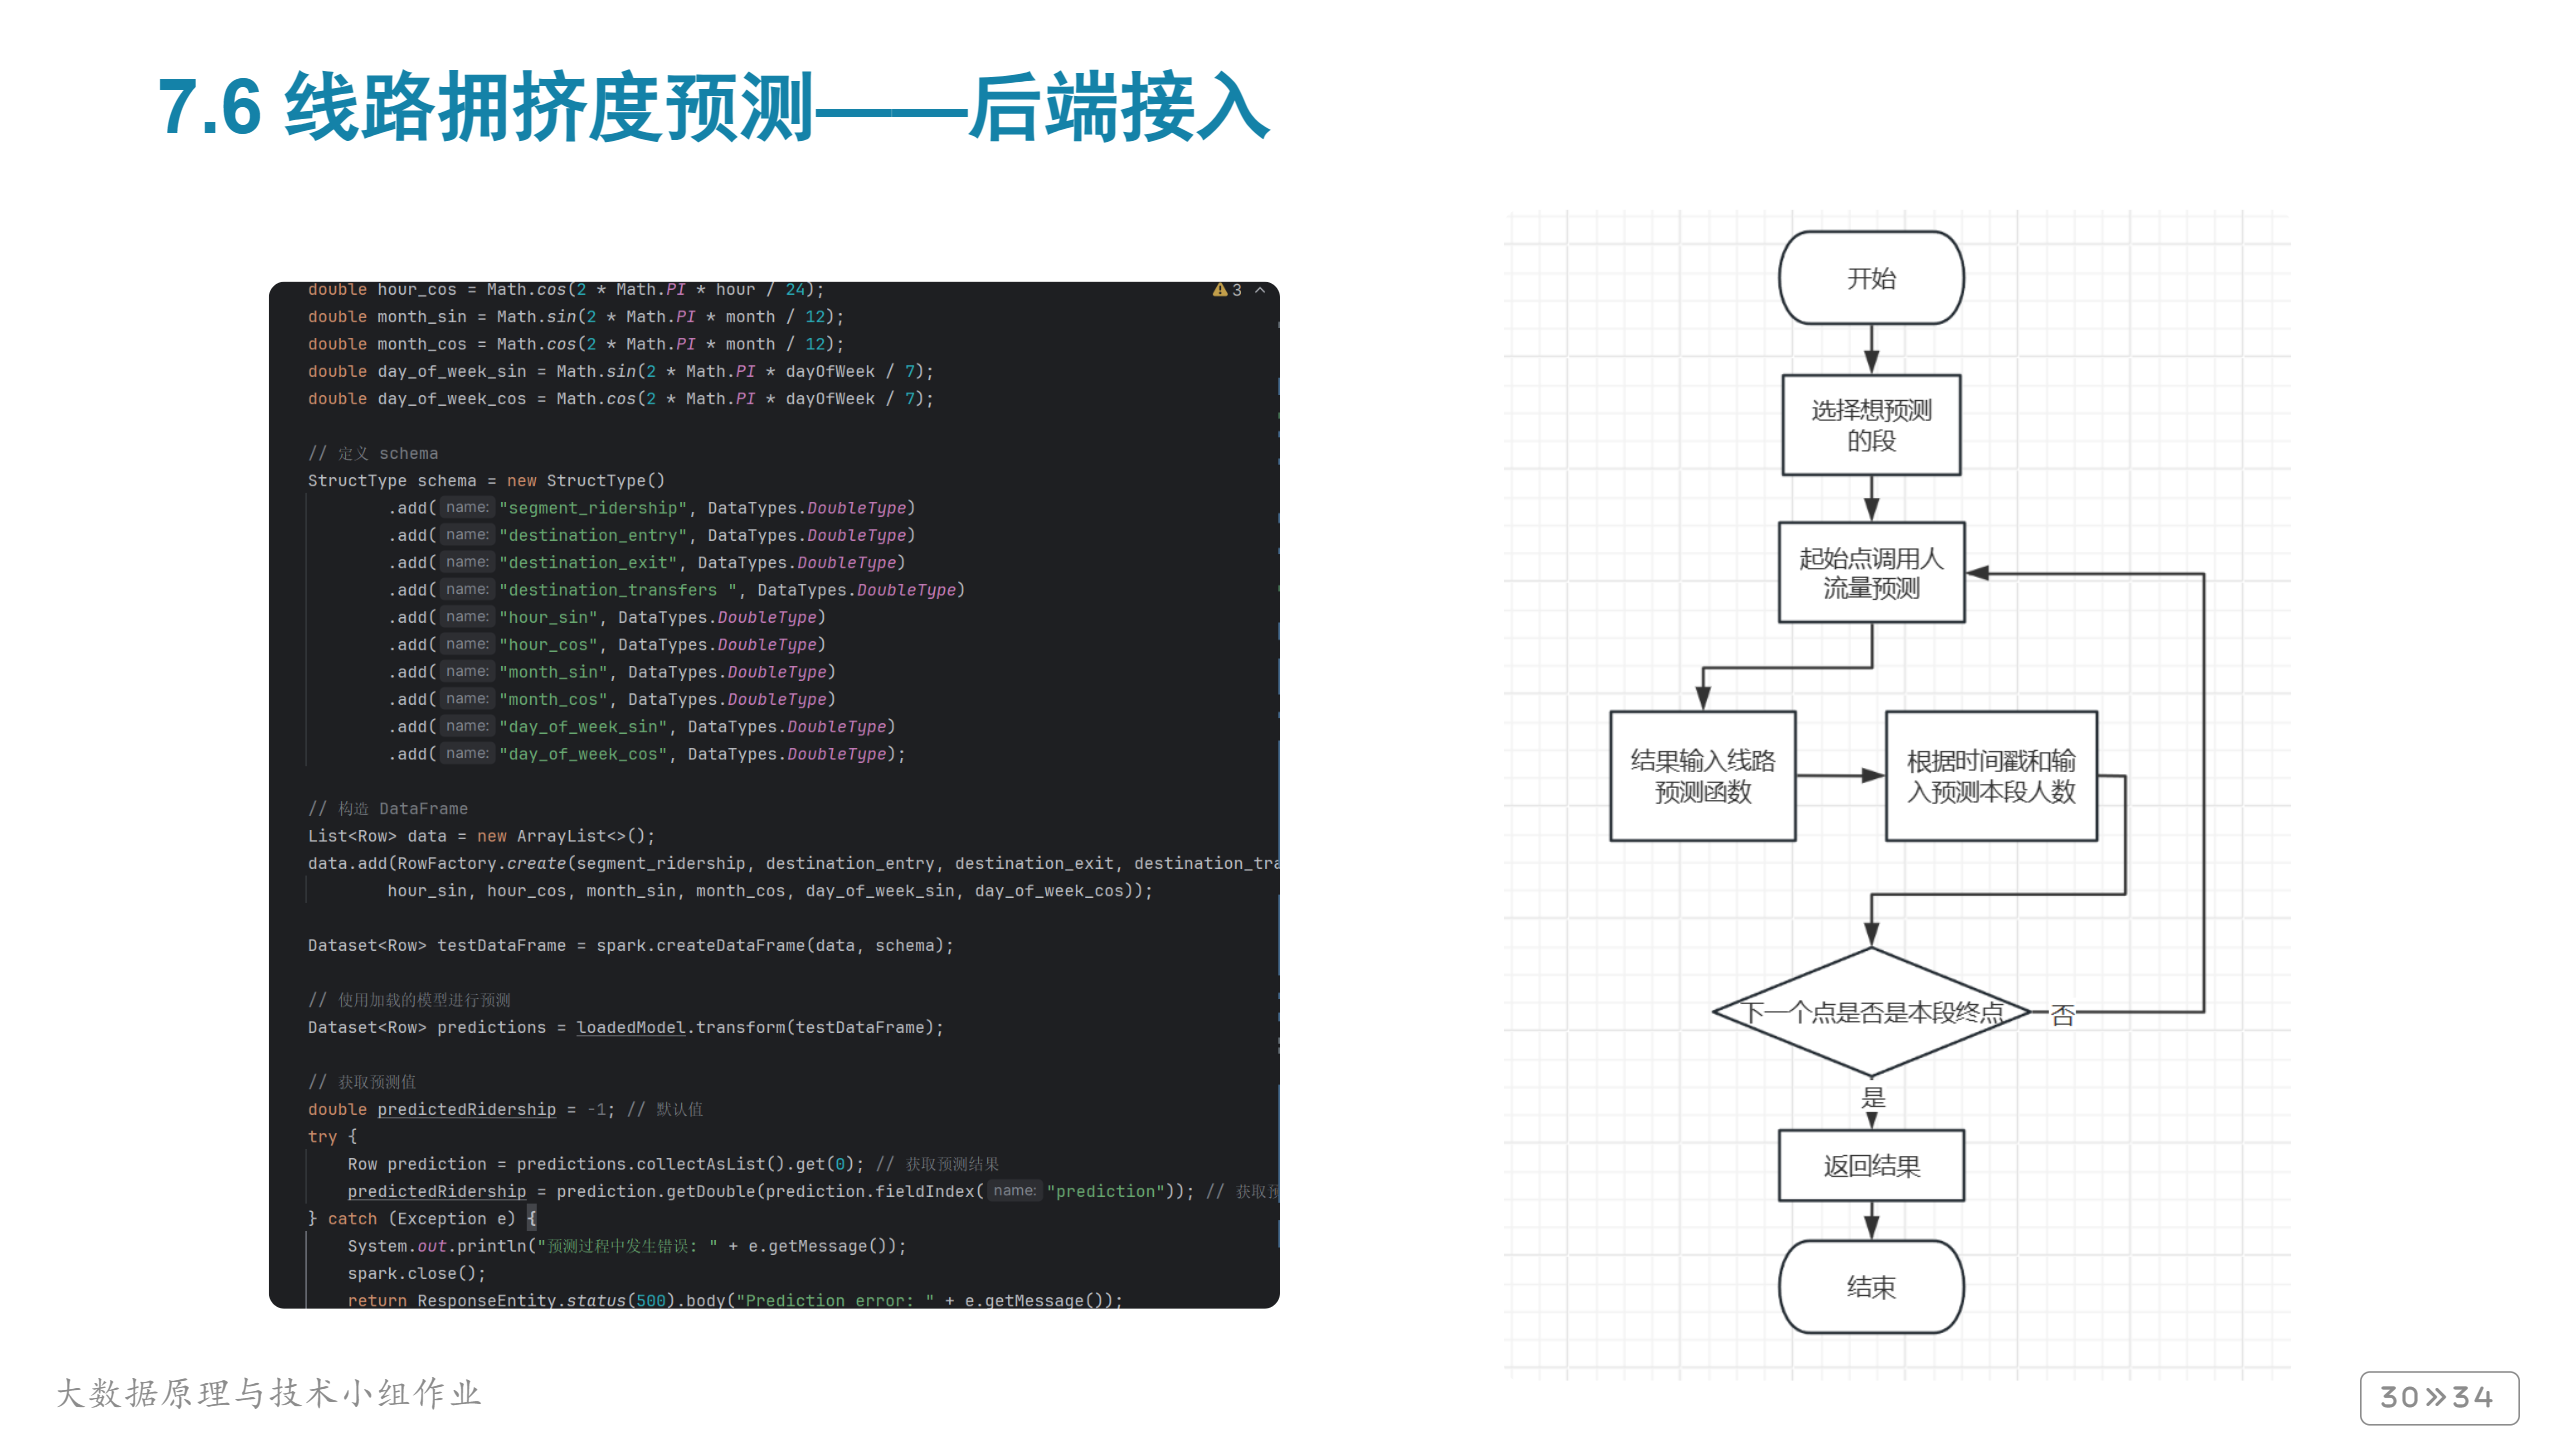 7.6 线路拥挤度预测——后端接入
double hour_cos = Math.cos(2 * Math.PI * hour / 24);
3
double month_sin = Math.sin(2 * Math.PI * month / 12);
double month_cos = Math.cos(2 * Math.PI * month / 12);
double day_of_week_sin = Math.sin(2 * Math.PI * dayOfWeek / 7);
double day_of_week_cos = Math.cos(2 * Math.PI * dayOfWeek / 7);
// 定义 schema
StructType schema = new StructType()
.add( name: "segment_ridership", DataTypes.DoubleType)
.add( name: "destination_entry", DataTypes.DoubleType)
.add( name: "destination_exit", DataTypes.DoubleType)
.add( name: "destination_transfers ", DataTypes.DoubleType)
.add( name: "hour_sin", DataTypes.DoubleType)
.add( name: "hour_cos", DataTypes.DoubleType)
.add( name: "month_sin", DataTypes.DoubleType)
.add( name: "month_cos", DataTypes.DoubleType)
.add( name: "day_of_week_sin", DataTypes.DoubleType)
.add( name: "day_of_week_cos", DataTypes.DoubleType);
// 构造 DataFrame
List<Row> data = new ArrayList<>();
data.add(RowFactory.create(segment_ridership, destination_entry, destination_exit, destination_tra
hour_sin, hour_cos, month_sin, month_cos, day_of_week_sin, day_of_week_cos));
Dataset<Row> testDataFrame = spark.createDataFrame(data, schema);
// 使用加载的模型进行预测
Dataset<Row> predictions = loadedModel.transform(testDataFrame);
// 获取预测值
double predictedRidership = -1; // 默认值
try {
Row prediction = predictions.collectAsList().get(0); // 获取预测结果
predictedRidership = prediction.getDouble(prediction.fieldIndex( name: "prediction")); // 获取预
} catch (Exception e) {
System.out.println("预测过程中发生错误: " + e.getMessage());
spark.close();
return ResponseEntity.status(500).body("Prediction error: " + e.getMessage());
开始
选择想预测
的段
起始点调用人
流量预测
结果输入线路
预测函数
根据时间戳和输
入预测本段人数
下一个点是否是本段终点
否
是
返回结果
结束
大数据原理与技术小组作业
30»34